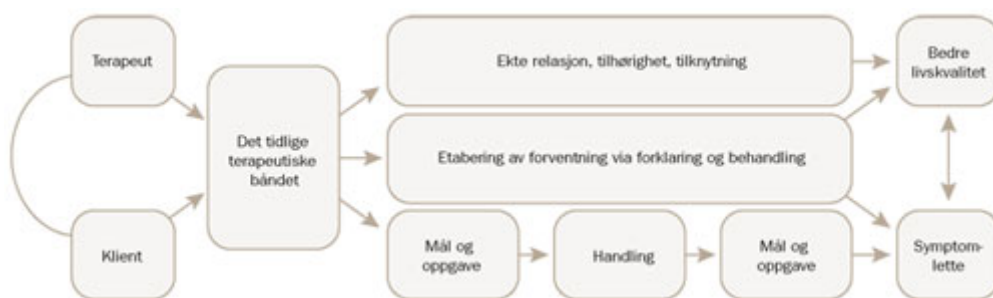 Terapeut
Klient
Det tidlige
terapeutiske
båndet
Ekte relasjon, tilhørighet, tilknytning
Etabering av forventning via forklaring og behandling
Mål og
oppgave
Handling
Mål og
oppgave
Bedre
livskvalitet
Symptom-
lette